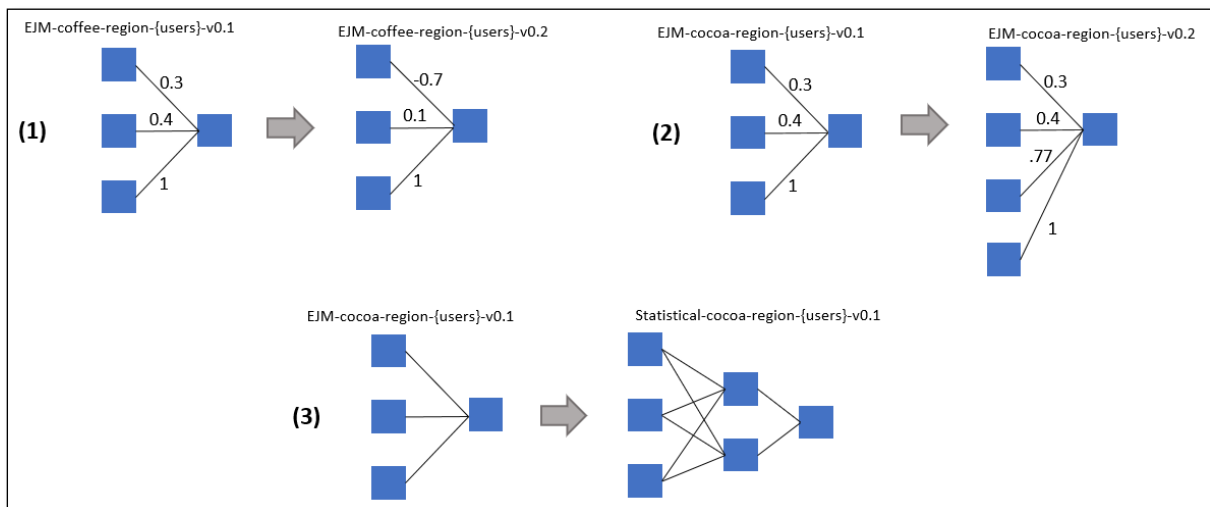 EJM-coffee-region-{users}-v0.1
EJM-coffee-region-{users}-v0.2
(1)
0.3
0.4
1
-0.7
0.1
1
EJM-cocoa-region-{users}-v0.1
EJM-cocoa-region-{users}-v0.2
(2)
0.3
0.4
1
0.3
0.4
.77
1
EJM-cocoa-region-{users}-v0.1
Statistical-cocoa-region-{users}-v0.1
(3)